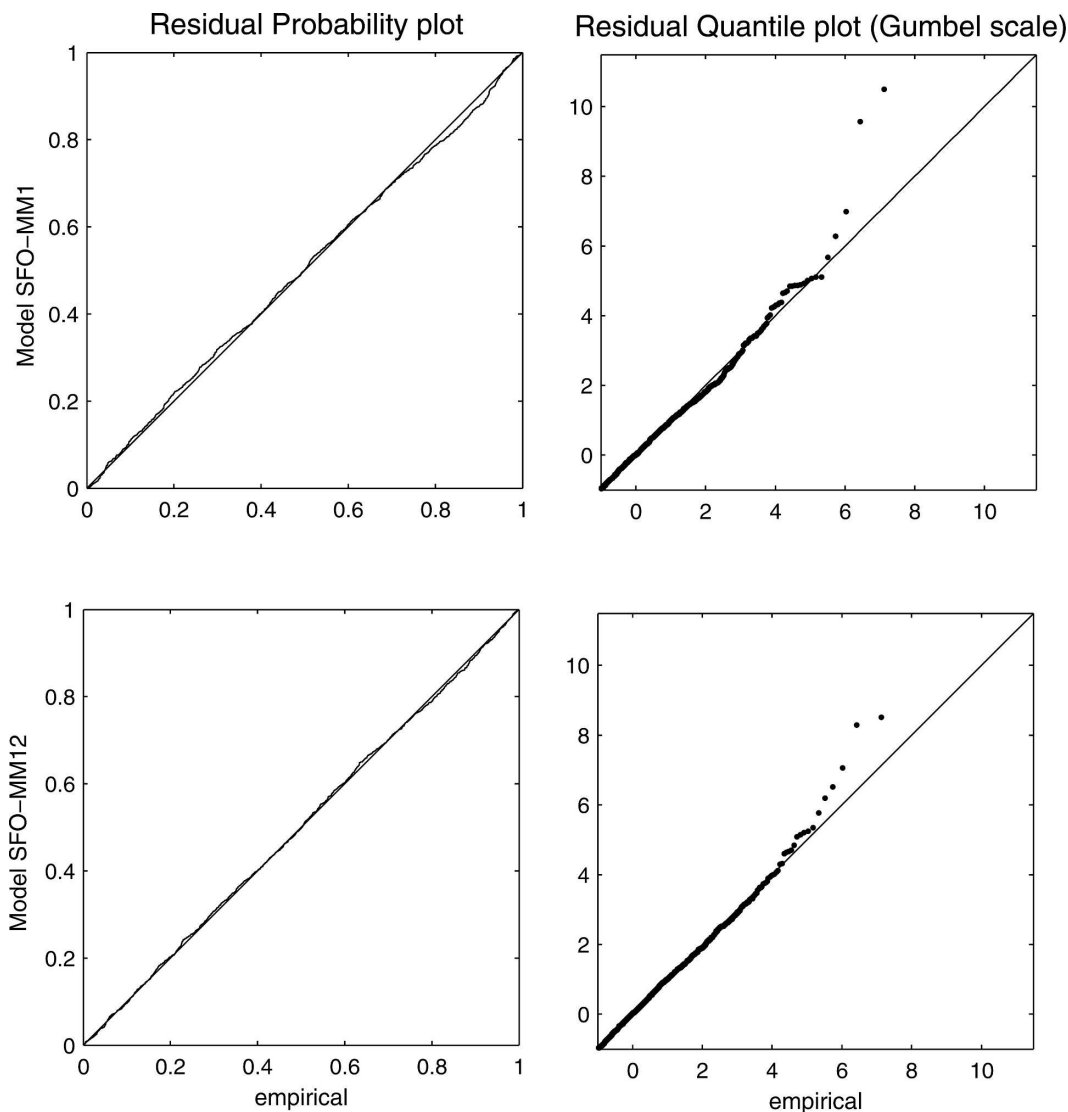 Residual Probability plot
Residual Quantile plot (Gumbel scale)
Model SFO-MM1
1
0.8
0.6
0.4
0.2
0
0 0.2 0.4 0.6 0.8 1
10
8
6
4
2
0
0 2 4 6 8 10
Model SFO-MM12
1
0.8
0.6
0.4
0.2
0
0 0.2 0.4 0.6 0.8 1
empirical
10
8
6
4
2
0
0 2 4 6 8 10
empirical